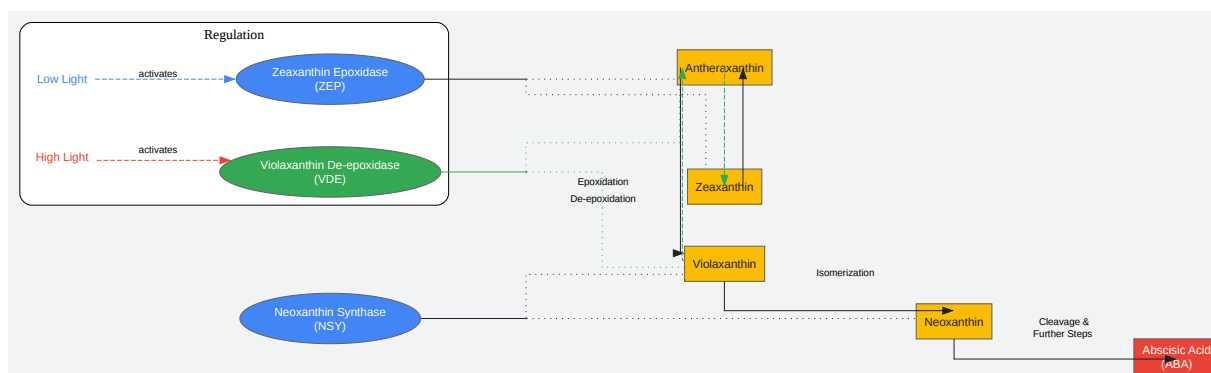 Regulation
Low Light
activates
Zeaxanthin Epoxidase
(ZEP)
Antheraxanthin
High Light
activates
Violaxanthin De-epoxidase
(VDE)
Epoxidation
De-epoxidation
Zeaxanthin
Violaxanthin
Isomerization
Neoxanthin Synthase
(NSY)
Neoxanthin
Cleavage &
Further Steps
Abscisic Acid
(ABA)